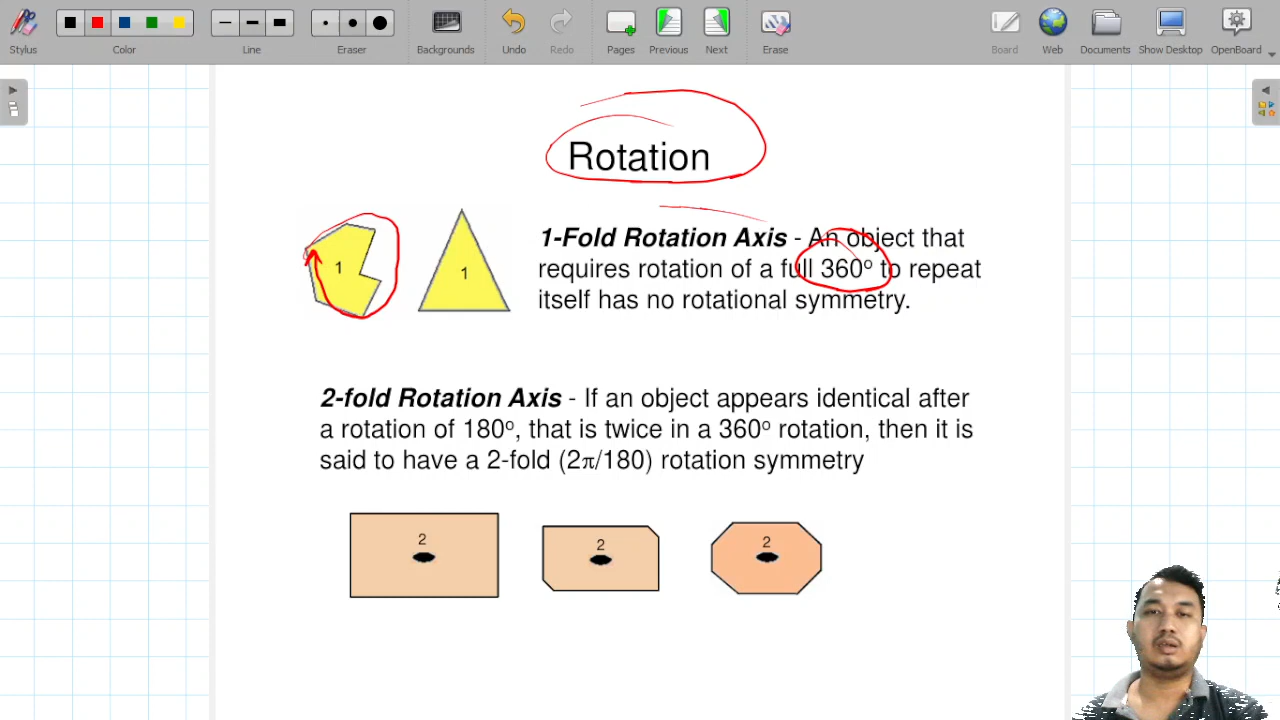 Stylus
Color
Line
Eraser
Backgrounds
Undo
Redo
Pages
Previous
Next
Erase
Board
Web
Documents
Show Desktop
OpenBoard
Rotation
1
1
1-Fold Rotation Axis - An object that
requires rotation of a full 360º to repeat
itself has no rotational symmetry.
2-fold Rotation Axis - If an object appears identical after
a rotation of 180º, that is twice in a 360º rotation, then it is
said to have a 2-fold (2π/180) rotation symmetry
2
2
2